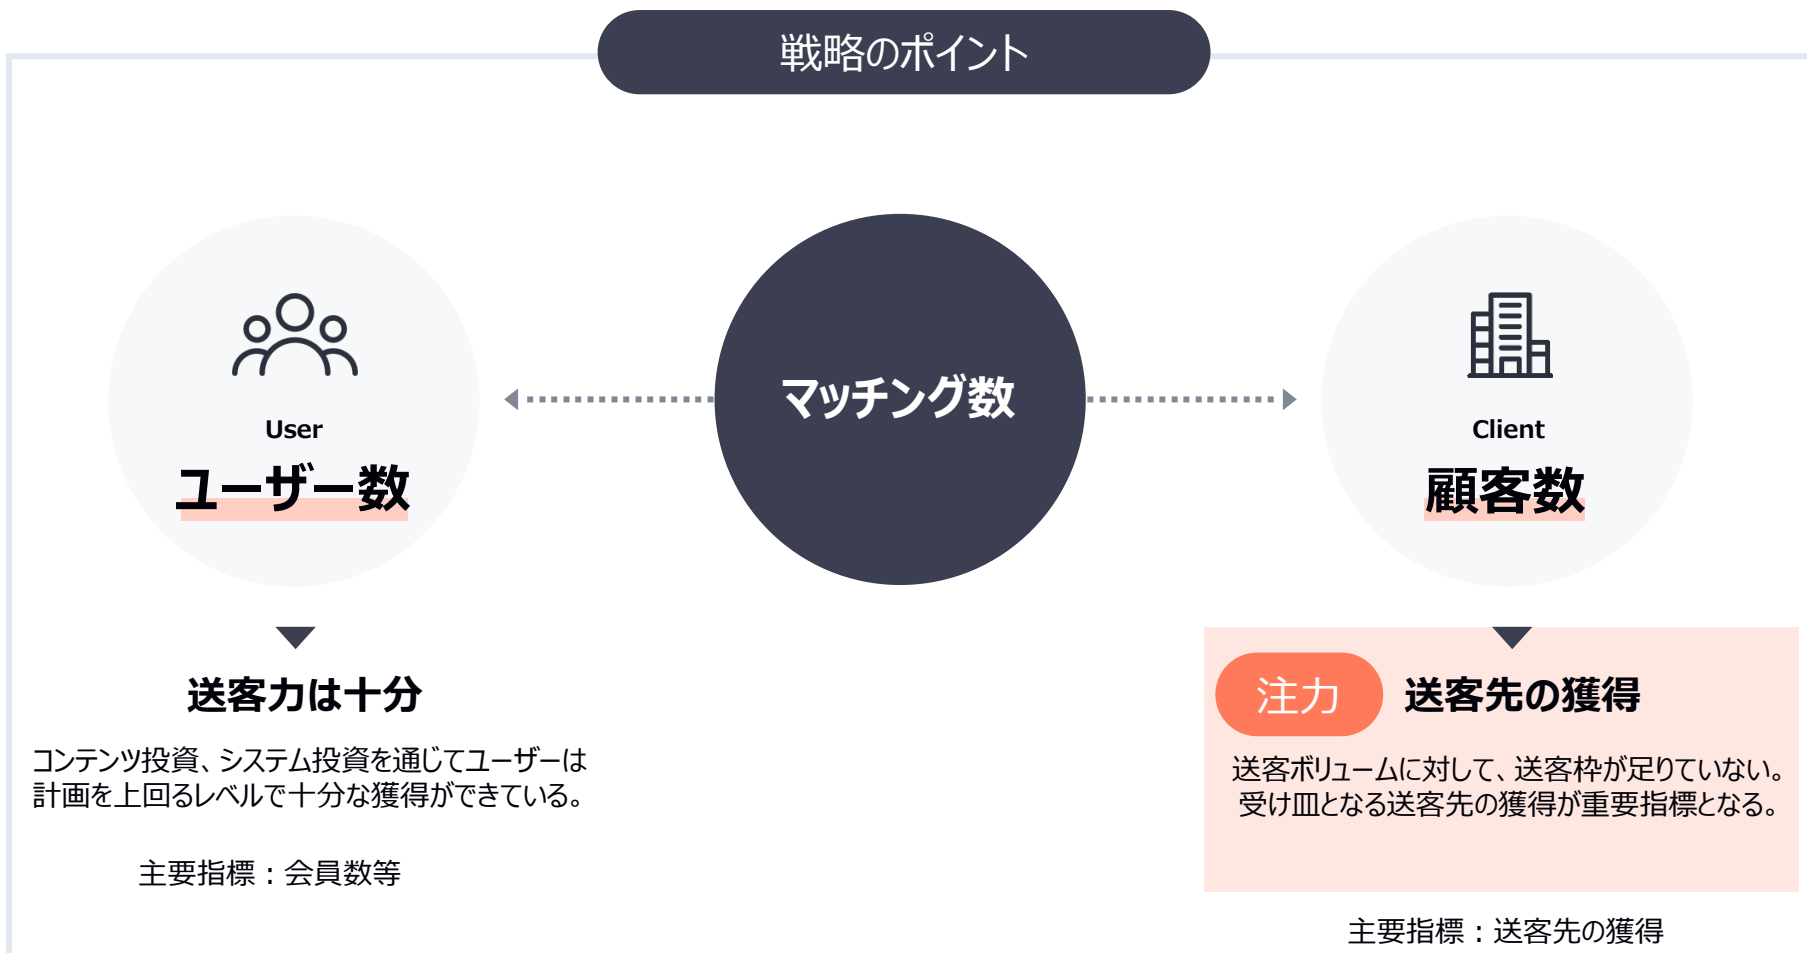 戦略のポイント
User
ユーザー数
マッチング数
Client
顧客数
送客力は十分
コンテンツ投資、システム投資を通じてユーザーは
計画を上回るレベルで十分な獲得ができている。
主要指標：会員数等
注力
送客先の獲得
送客ボリュームに対して、送客枠が足りていない。
受け皿となる送客先の獲得が重要指標となる。
主要指標：送客先の獲得